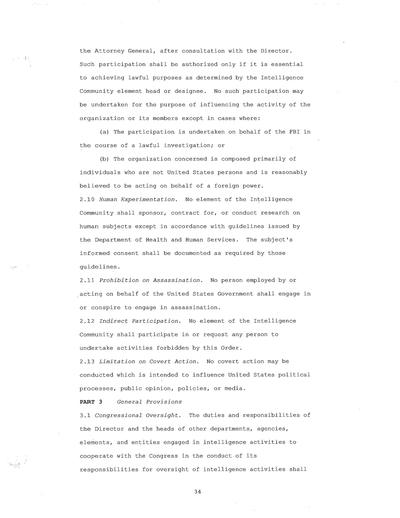 the Attorney General, after consultation with the Director.
Such participation shall be authorized only if it is essential
to achieving lawful purposes as determined by the Intelligence
Community element head or designee. No such participation may
be undertaken for the purpose of influencing the activity of the
organization or its members except in cases where:
(a) The participation is undertaken on behalf of the FBI in
the course of a lawful investigation; or
(b) The organization concerned is composed primarily of
individuals who are not United States persons and is reasonably
believed to be acting on behalf of a foreign power.
2.10 Human Experimentation. No element of the Intelligence
Community shall sponsor, contract for, or conduct research on
human subjects except in accordance with guidelines issued by
the Department of Health and Human Services. The subject's
informed consent shall be documented as required by those
guidelines.
2.11 Prohibition on Assassination. No person employed by or
acting on behalf of the United States Government shall engage in
or conspire to engage in assassination.
2.12 Indirect Participation. No element of the Intelligence
Community shall participate in or request any person to
undertake activities forbidden by this Order.
2.13 Limitation on Covert Action. No covert action may be
conducted which is intended to influence United States political
processes, public opinion, policies, or media.
PART 3 General Provisions
3.1 Congressional Oversight. The duties and responsibilities of
the Director and the heads of other departments, agencies,
elements, and entities engaged in intelligence activities to
cooperate with the Congress in the conduct of its
responsibilities for oversight of intelligence activities shall
34